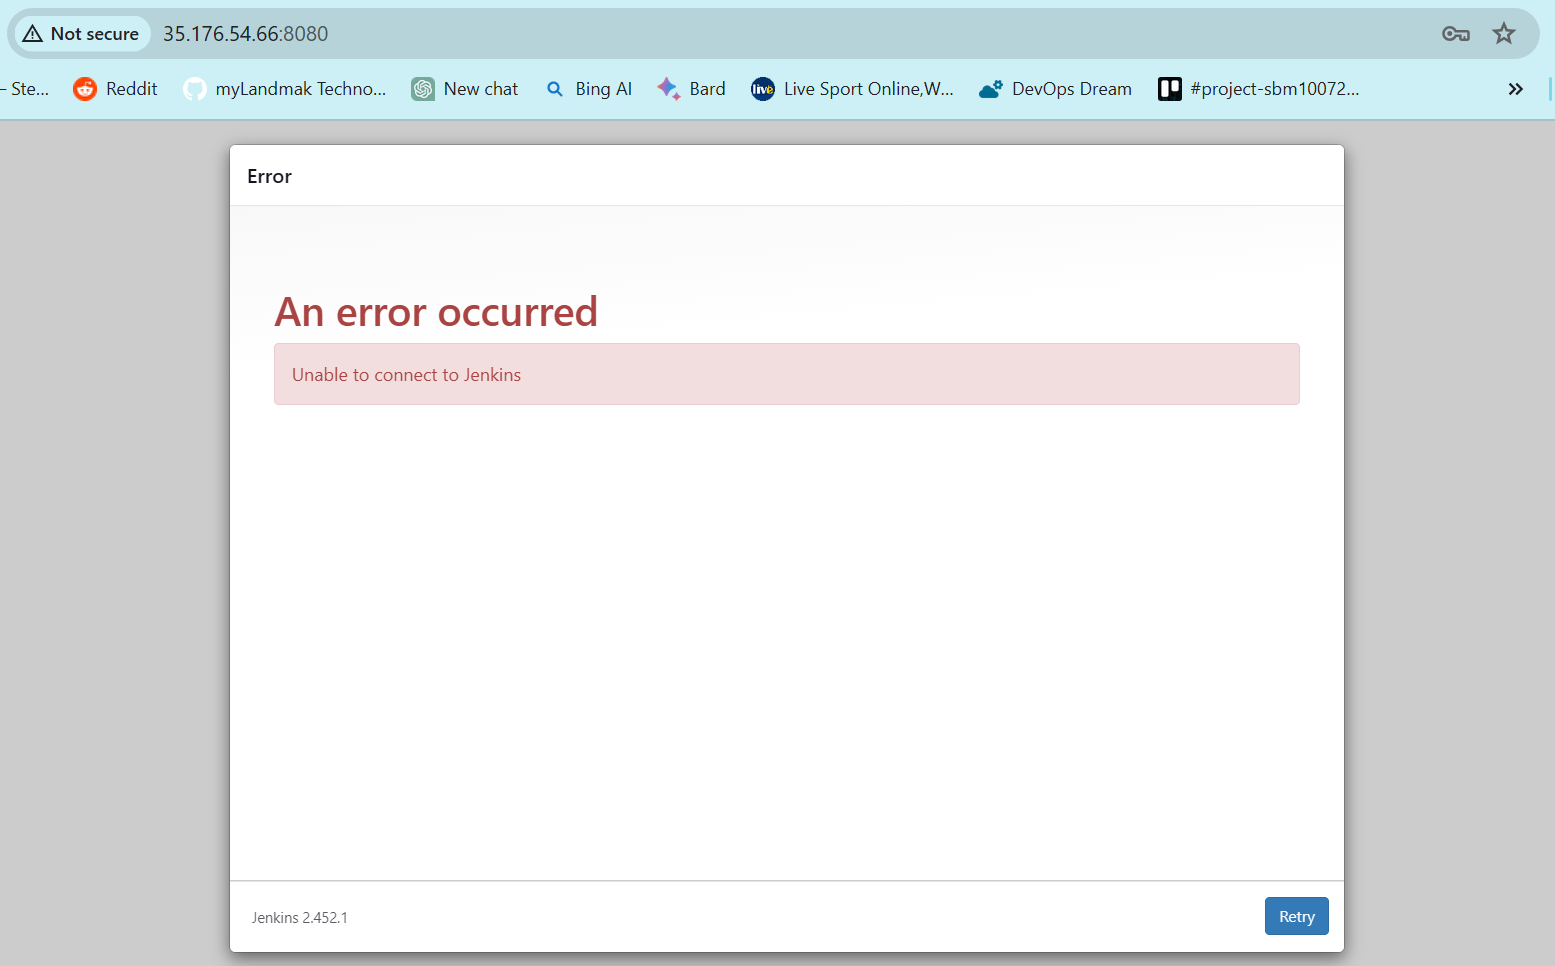 Not secure 35.176.54.66:8080
– Ste... Reddit myLandmak Techno... New chat Bing AI Bard live Live Sport Online,W... DevOps Dream #project-sbm10072... »
Error
An error occurred
Unable to connect to Jenkins
Jenkins 2.452.1 Retry